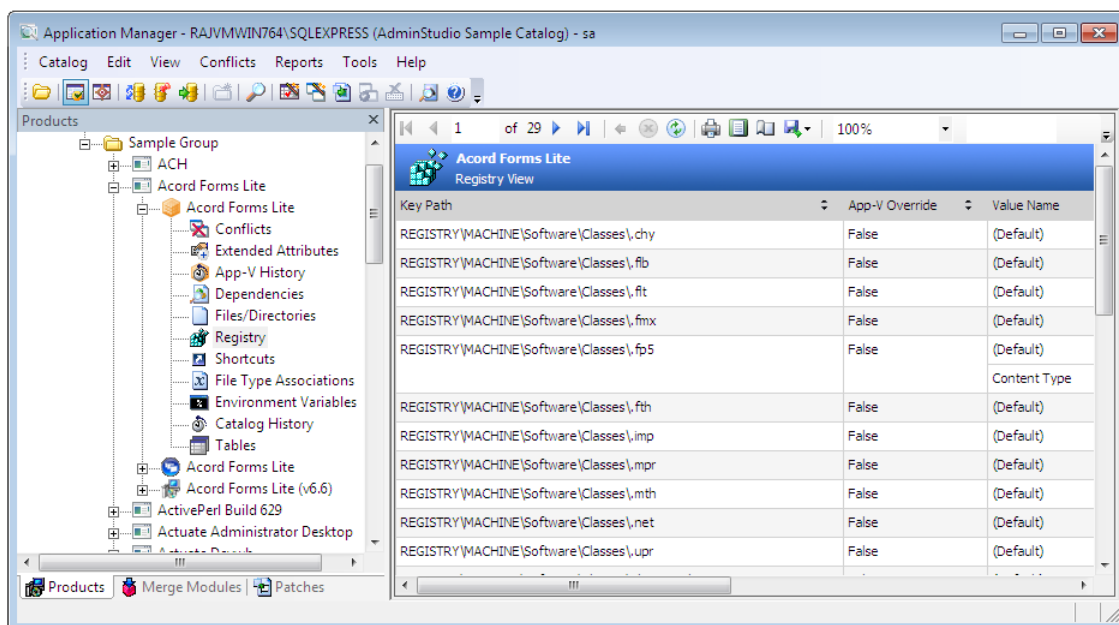 Application Manager - RAJVMWIN764\SQLEXPRESS (AdminStudio Sample Catalog) - sa
Catalog Edit View Conflicts Reports Tools Help
Products
Sample Group
ACH
Acord Forms Lite
Acord Forms Lite
Conflicts
Extended Attributes
App-V History
Dependencies
Files/Directories
Registry
Shortcuts
File Type Associations
Environment Variables
Catalog History
Tables
Acord Forms Lite
Acord Forms Lite (v6.6)
ActivePerl Build 629
Actuate Administrator Desktop
Products Merge Modules Patches
1 of 29 100%
Acord Forms Lite
Registry View
Key Path App-V Override Value Name
REGISTRY\MACHINE\Software\Classes\.chy False (Default)
REGISTRY\MACHINE\Software\Classes\.flb False (Default)
REGISTRY\MACHINE\Software\Classes\.flt False (Default)
REGISTRY\MACHINE\Software\Classes\.fmx False (Default)
REGISTRY\MACHINE\Software\Classes\.fp5 False (Default)
Content Type
REGISTRY\MACHINE\Software\Classes\.fth False (Default)
REGISTRY\MACHINE\Software\Classes\.imp False (Default)
REGISTRY\MACHINE\Software\Classes\.mpr False (Default)
REGISTRY\MACHINE\Software\Classes\.mth False (Default)
REGISTRY\MACHINE\Software\Classes\.net False (Default)
REGISTRY\MACHINE\Software\Classes\.upr False (Default)